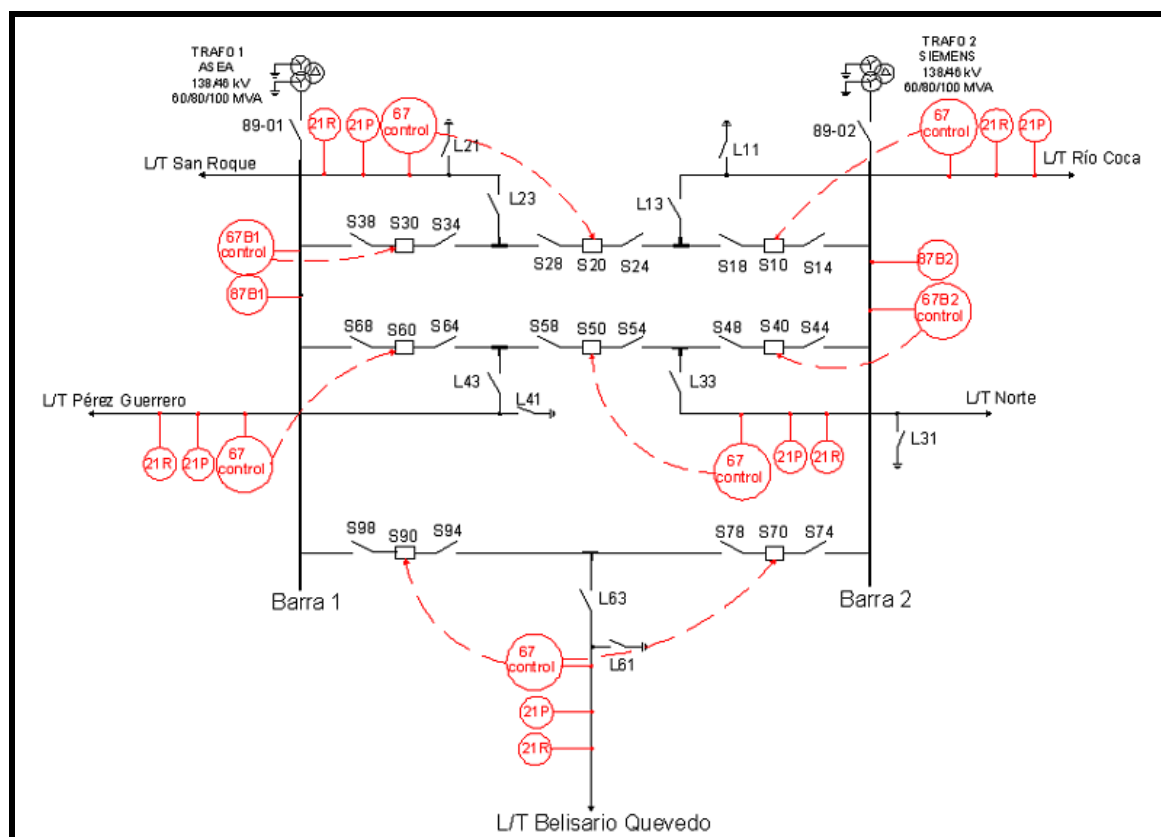 TRAFO 1
ASEA
138/46 kV
60/80/100 MVA
TRAFO 2
SIEMENS
138/46 kV
60/80/100 MVA
89-01
21R
21P
67
control
L21
L11
89-02
67
control
21R
21P
L/T San Roque
L/T Río Coca
L23
L13
S38
S30
S34
S28
S20
S24
S18
S10
S14
67B1
control
87B1
87B2
67B2
control
S68
S60
S64
S58
S50
S54
S48
S40
S44
L43
L33
L/T Pérez Guerrero
L41
L/T Norte
L31
21R
21P
67
control
67
control
21P
21R
S98
S90
S94
S78
S70
S74
Barra 1
Barra 2
L63
67
control
L61
21P
21R
L/T Belisario Quevedo